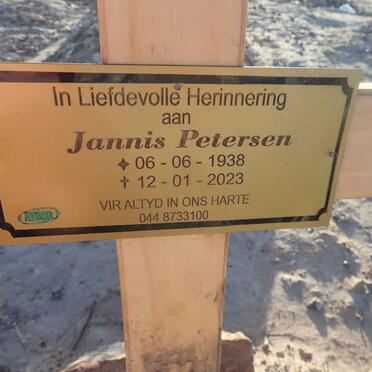 In Liefdevolle Herinnering
aan
Jannis Petersen
✦ 06 - 06 - 1938
✝ 12 - 01 - 2023
VIR ALTYD IN ONS HARTE
044 8733100